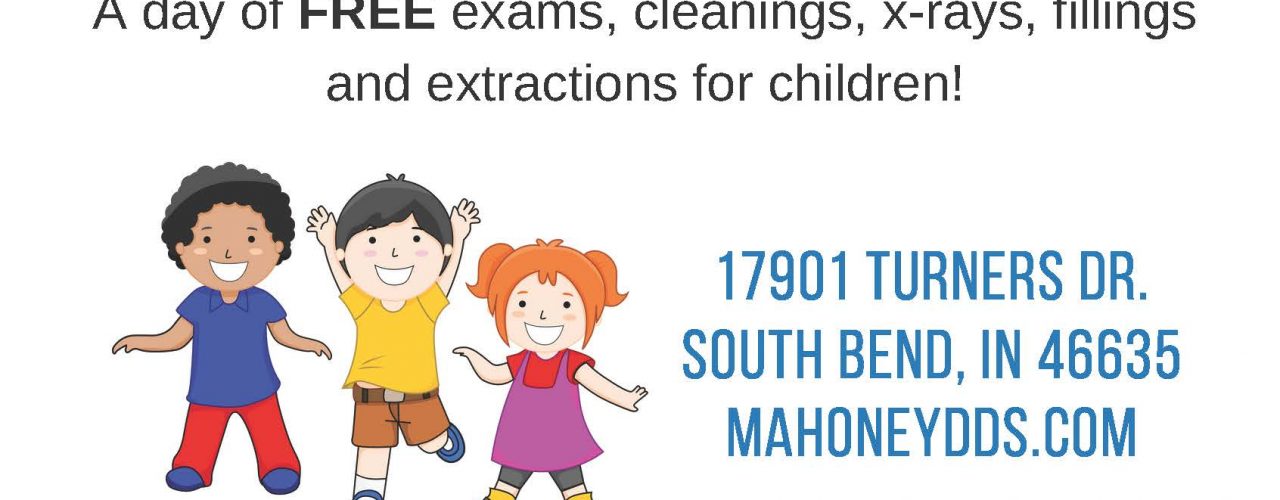 A day of FREE exams, cleanings, x-rays, fillings
and extractions for children!
17901 TURNERS DR.
SOUTH BEND, IN 46635
MAHONEYDDS.COM